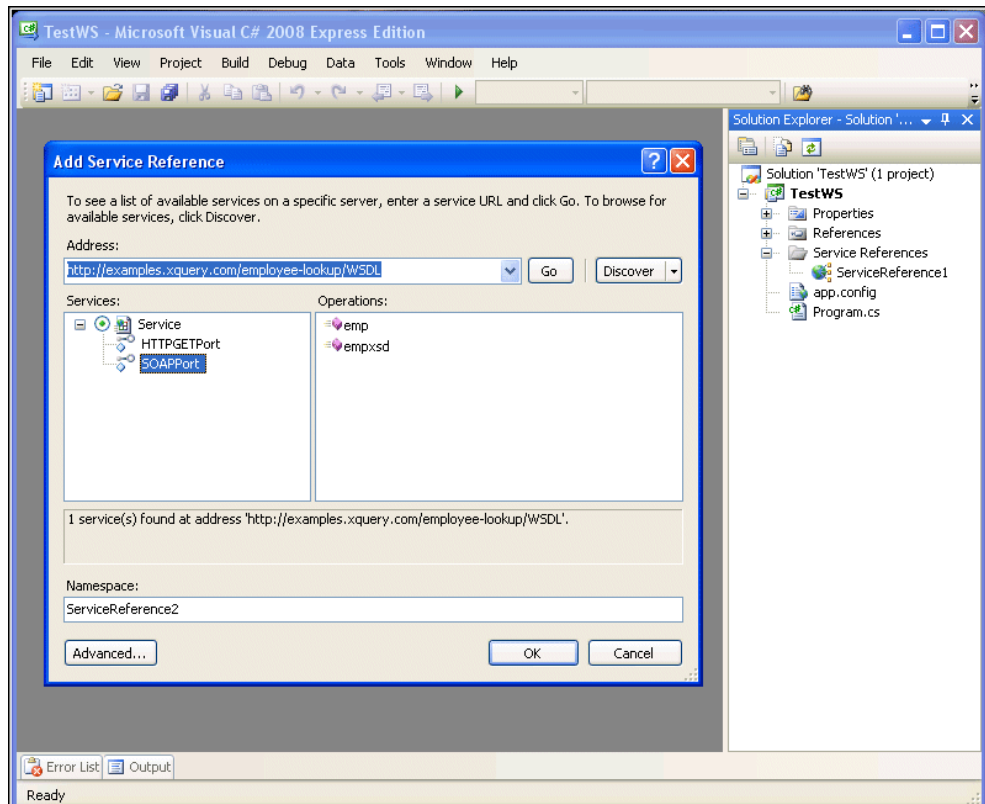 TestWS - Microsoft Visual C# 2008 Express Edition
File Edit View Project Build Debug Data Tools Window Help
Solution Explorer - Solution '...
Solution 'TestWS' (1 project)
TestWS
Properties
References
Service References
ServiceReference1
app.config
Program.cs
Add Service Reference
To see a list of available services on a specific server, enter a service URL and click Go. To browse for
available services, click Discover.
Address:
http://examples.xquery.com/employee-lookup/WSDL
Go
Discover
Services:
Service
HTTPGETPort
SOAPPort
Operations:
emp
empxsd
1 service(s) found at address 'http://examples.xquery.com/employee-lookup/WSDL'.
Namespace:
ServiceReference2
Advanced...
OK
Cancel
Error List
Output
Ready